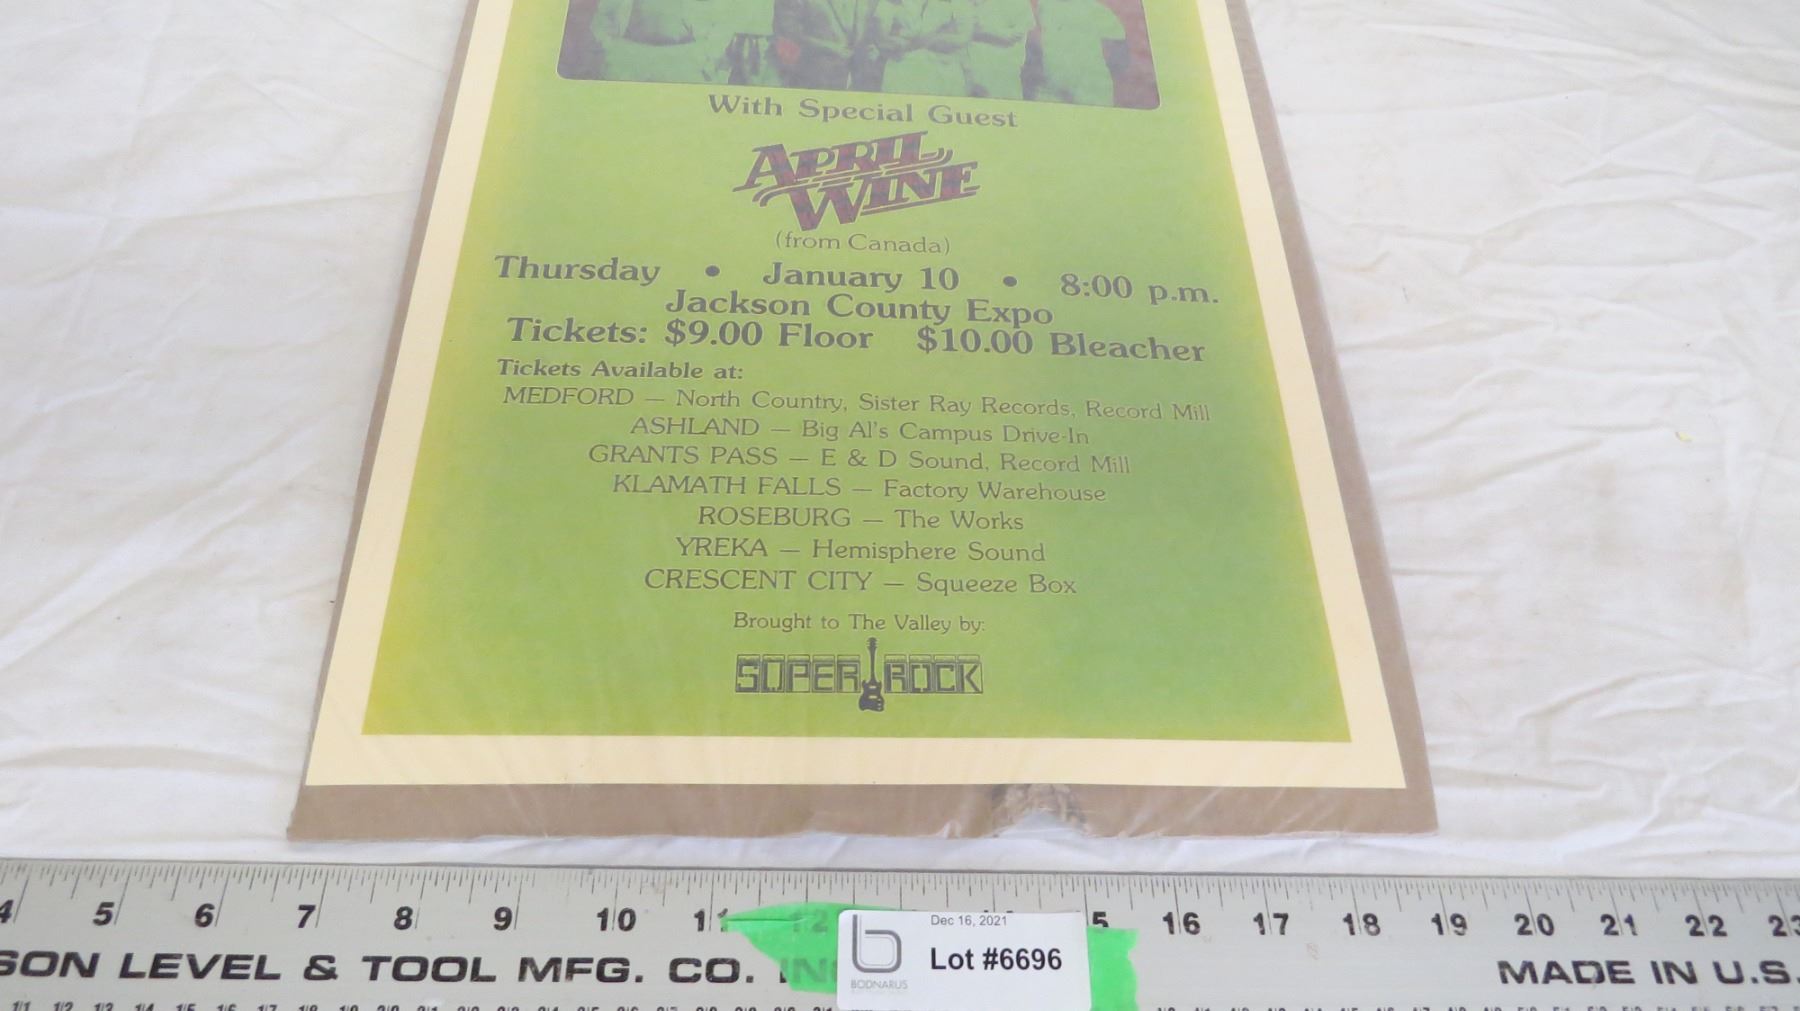 With Special Guest
APRIL
WINE
(from Canada)
Thursday • January 10 • 8:00 p.m.
Jackson County Expo
Tickets: $9.00 Floor $10.00 Bleacher
Tickets Available at:
MEDFORD — North Country, Sister Ray Records, Record Mill
ASHLAND — Big Al's Campus Drive-In
GRANTS PASS — E & D Sound, Record Mill
KLAMATH FALLS — Factory Warehouse
ROSEBURG — The Works
YREKA — Hemisphere Sound
CRESCENT CITY — Squeeze Box
Brought to The Valley by:
SUPER ROCK
4 5 6 7 8 9 10 11 12 5 16 17 18 19 20 21 22 23
SON LEVEL & TOOL MFG. CO. IN MADE IN U.S.
Dec 16, 2021
Lot #6696
BODNARUS